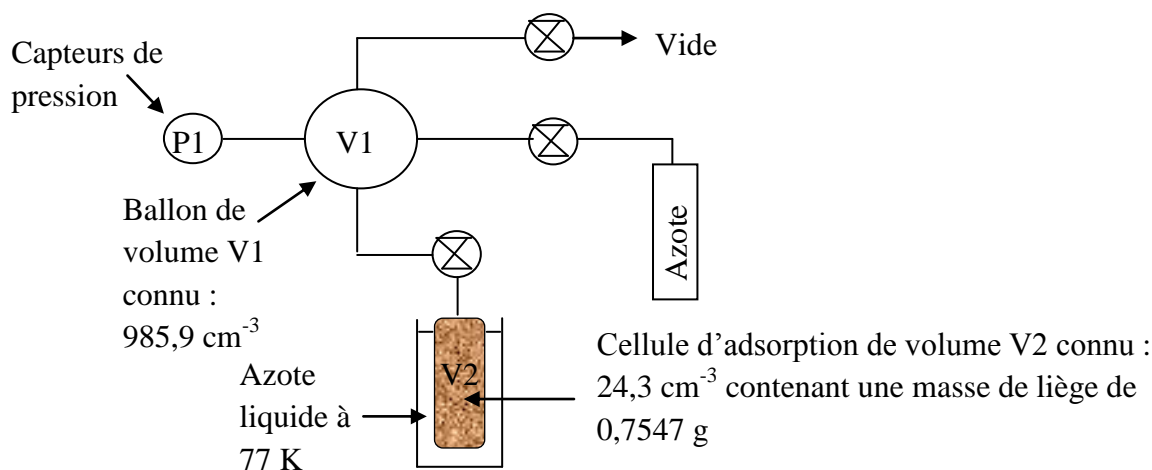 Capteurs de
pression
Vide
P1
V1
Azote
Ballon de
volume V1
connu :
985,9 cm-3
V2
Azote
liquide à
77 K
Cellule d’adsorption de volume V2 connu :
24,3 cm-3 contenant une masse de liège de
0,7547 g